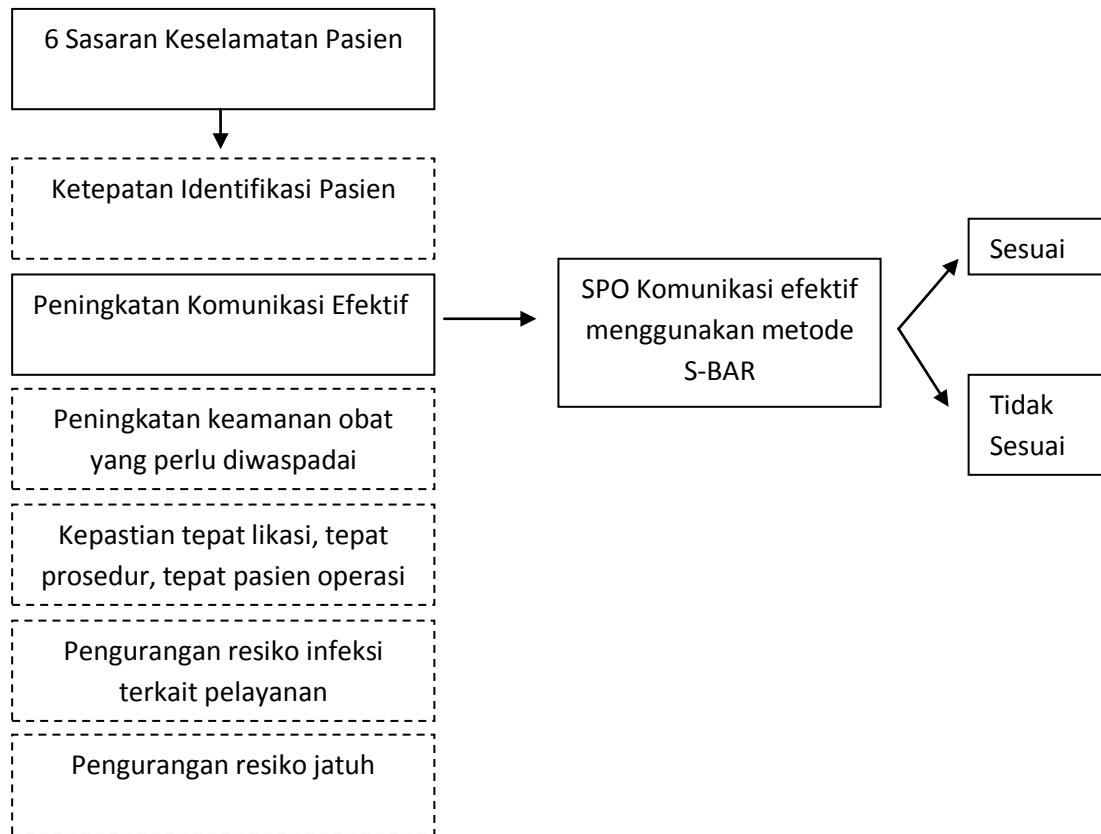 6 Sasaran Keselamatan Pasien
Ketepatan Identifikasi Pasien
Peningkatan Komunikasi Efektif
Peningkatan keamanan obat
yang perlu diwaspadai
Kepastian tepat likasi, tepat
prosedur, tepat pasien operasi
Pengurangan resiko infeksi
terkait pelayanan
Pengurangan resiko jatuh
SPO Komunikasi efektif
menggunakan metode
S-BAR
Sesuai
Tidak
Sesuai